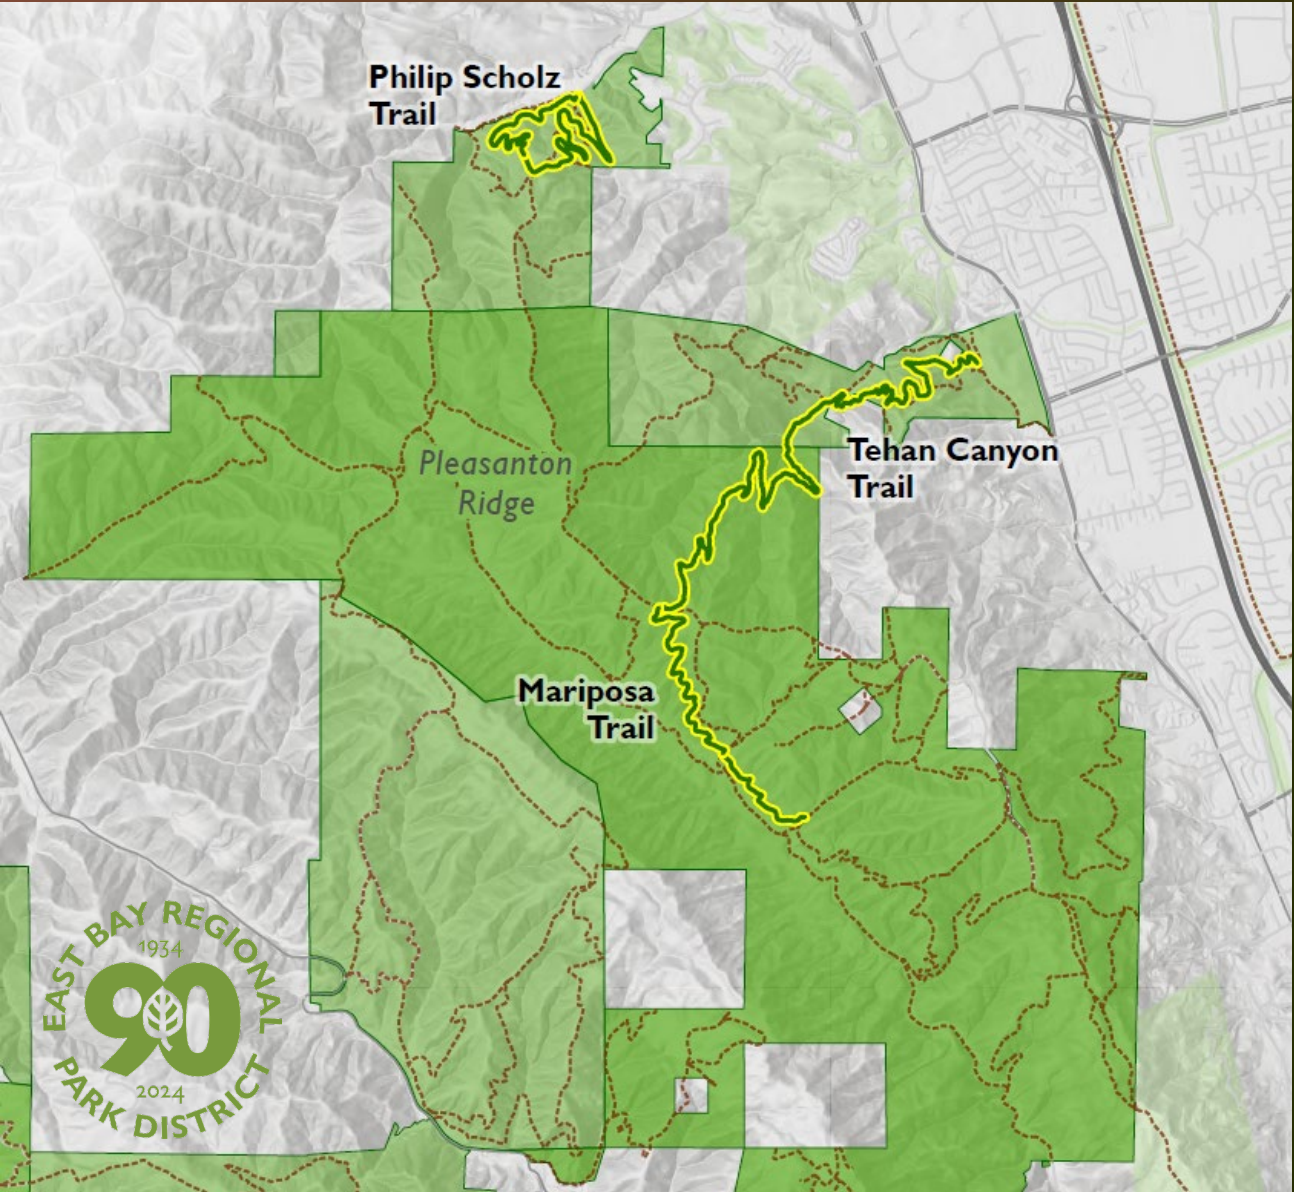 Philip Scholz
Trail
Pleasanton
Ridge
Tehan Canyon
Trail
Mariposa
Trail
EAST BAY REGIONAL
1934
90
2024
PARK DISTRICT